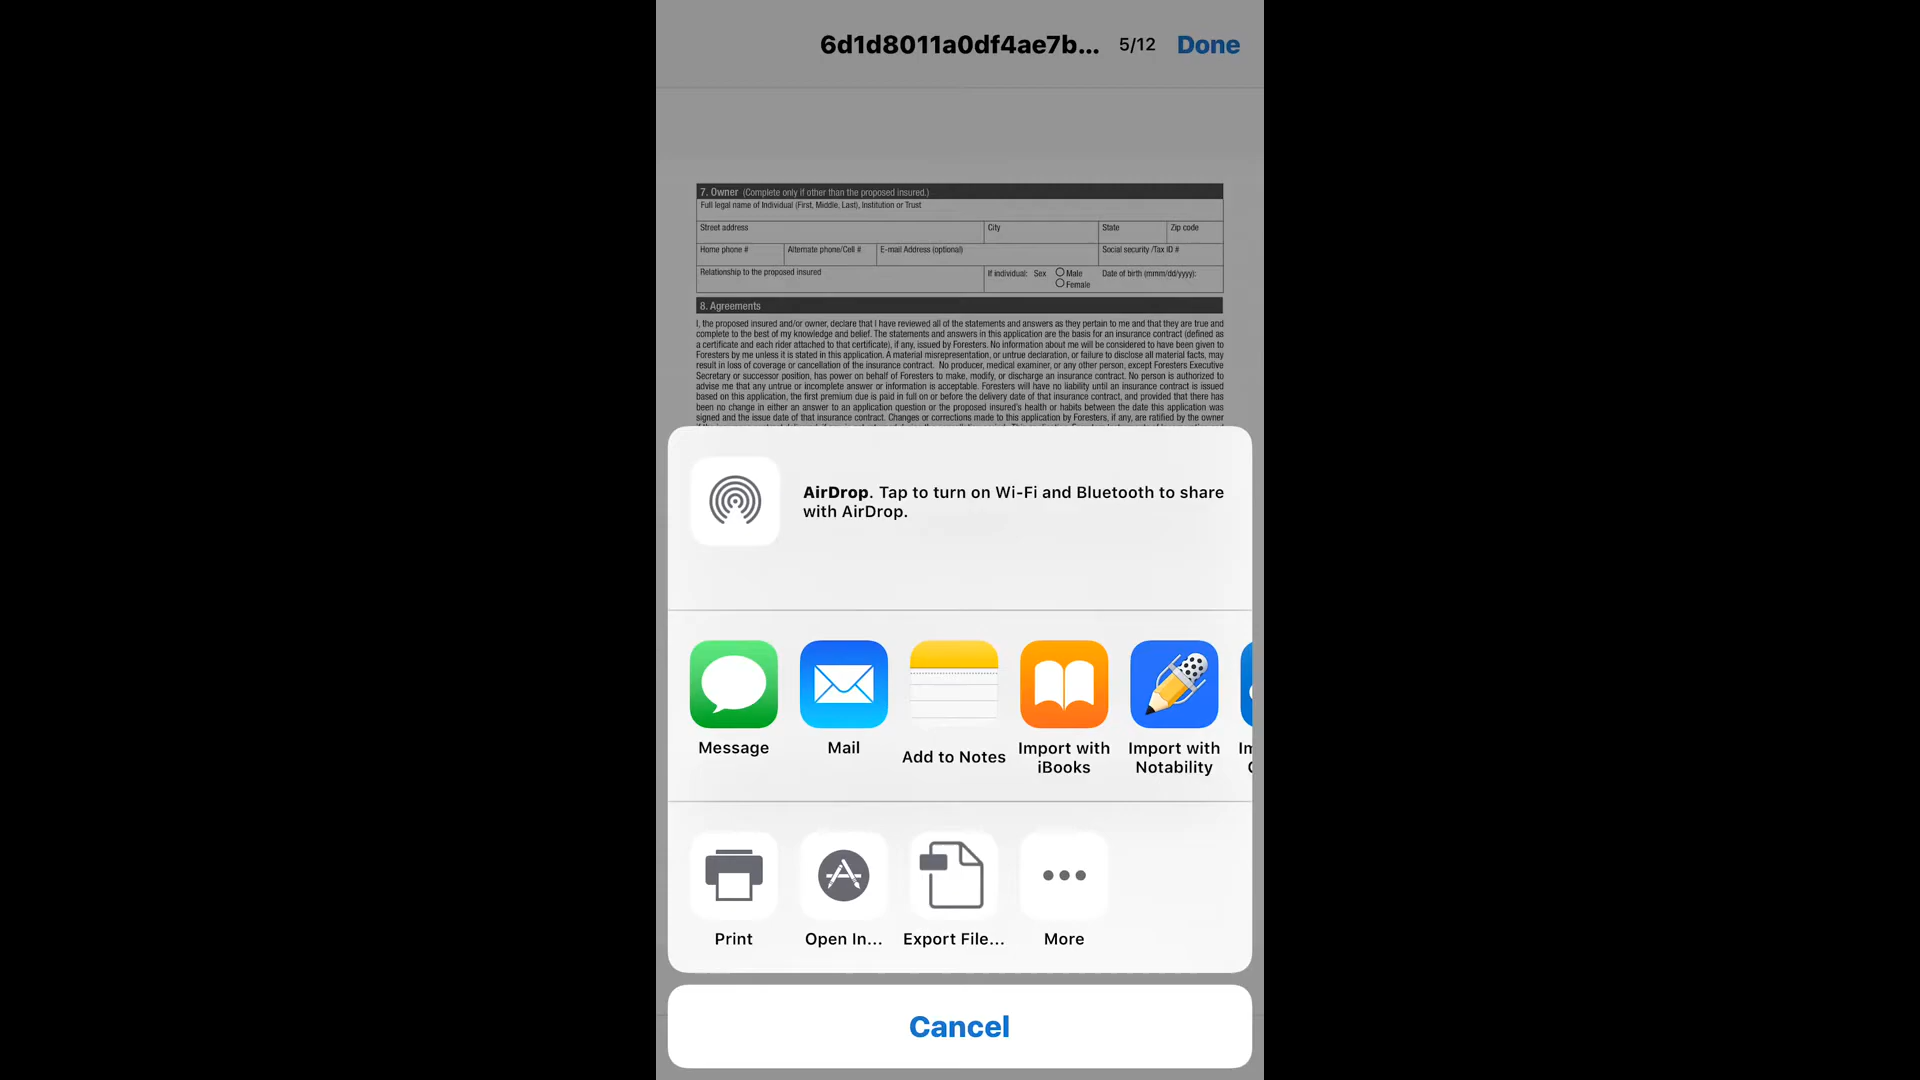 6d1d8011a0df4ae7b... 5/12 Done
7. Owner (Complete only if other than the proposed insured.)
Full legal name of Individual (First, Middle, Last), Institution or Trust
Street address City State Zip code
Home phone # Alternate phone/Cell # E-mail Address (optional) Social security /Tax ID #
Relationship to the proposed insured If individual: Sex Male Date of birth (mmm/dd/yyyy):
Female
8. Agreements
I, the proposed insured and/or owner, declare that I have reviewed all of the statements and answers as they pertain to me and that they are true and
complete to the best of my knowledge and belief. The statements and answers in this application are the basis for an insurance contract (defined as
a certificate and each rider attached to that certificate), if any, issued by Foresters. No information about me will be considered to have been given to
Foresters by me unless it is stated in this application. A material misrepresentation, or untrue declaration, or failure to disclose all material facts, may
result in loss of coverage or cancellation of the insurance contract. No producer, medical examiner, or any other person, except Foresters Executive
Secretary or successor position, has power on behalf of Foresters to make, modify, or discharge an insurance contract. No person is authorized to
advise me that any untrue or incomplete answer or information is acceptable. Foresters will have no liability until an insurance contract is issued
based on this application, the first premium due is paid in full on or before the delivery date of that insurance contract, and provided that there has
been no change in either an answer to an application question or the proposed insured's health or habits between the date this application was
signed and the issue date of that insurance contract. Changes or corrections made to this application by Foresters, if any, are ratified by the owner
AirDrop. Tap to turn on Wi-Fi and Bluetooth to share
with AirDrop.
Message Mail Add to Notes Import with
iBooks Import with
Notability
Print Open In... Export File... More
Cancel